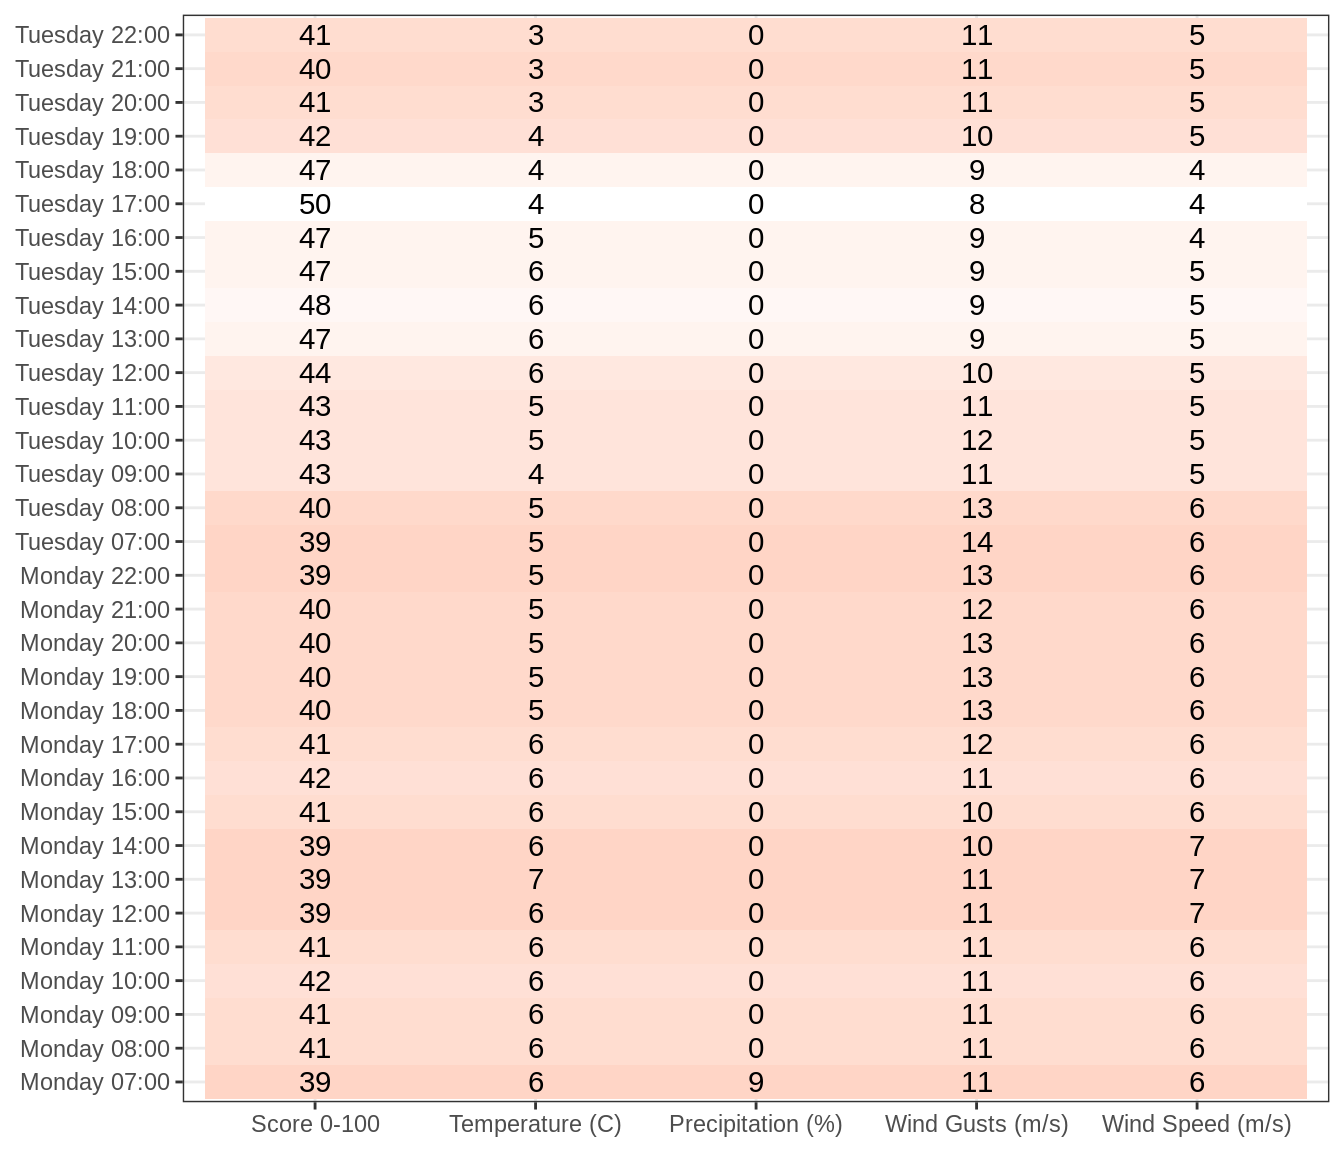 Tuesday 22:00 41 3 0 11 5
Tuesday 21:00 40 3 0 11 5
Tuesday 20:00 41 3 0 11 5
Tuesday 19:00 42 4 0 10 5
Tuesday 18:00 47 4 0 9 4
Tuesday 17:00 50 4 0 8 4
Tuesday 16:00 47 5 0 9 4
Tuesday 15:00 47 6 0 9 5
Tuesday 14:00 48 6 0 9 5
Tuesday 13:00 47 6 0 9 5
Tuesday 12:00 44 6 0 10 5
Tuesday 11:00 43 5 0 11 5
Tuesday 10:00 43 5 0 12 5
Tuesday 09:00 43 4 0 11 5
Tuesday 08:00 40 5 0 13 6
Tuesday 07:00 39 5 0 14 6
Monday 22:00 39 5 0 13 6
Monday 21:00 40 5 0 12 6
Monday 20:00 40 5 0 13 6
Monday 19:00 40 5 0 13 6
Monday 18:00 40 5 0 13 6
Monday 17:00 41 6 0 12 6
Monday 16:00 42 6 0 11 6
Monday 15:00 41 6 0 10 6
Monday 14:00 39 6 0 10 7
Monday 13:00 39 7 0 11 7
Monday 12:00 39 6 0 11 7
Monday 11:00 41 6 0 11 6
Monday 10:00 42 6 0 11 6
Monday 09:00 41 6 0 11 6
Monday 08:00 41 6 0 11 6
Monday 07:00 39 6 9 11 6
Score 0-100 Temperature (C) Precipitation (%) Wind Gusts (m/s) Wind Speed (m/s)